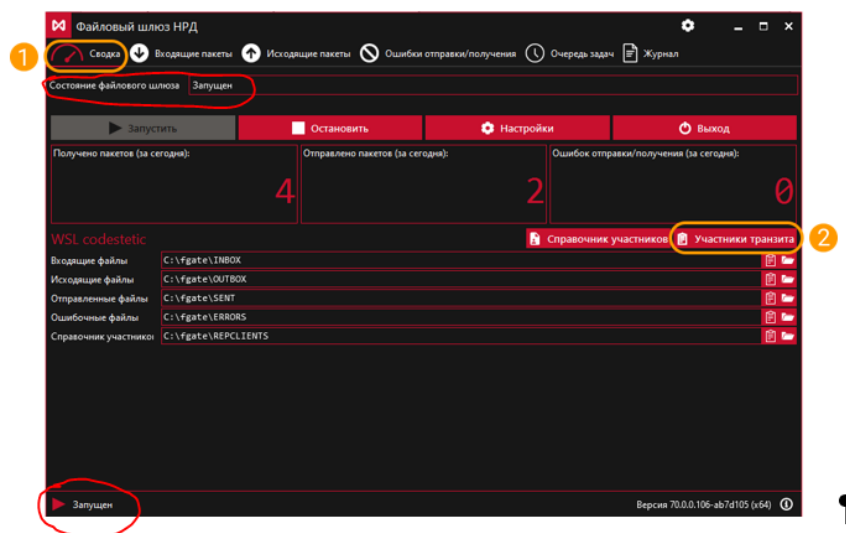 Файловый шлюз НРД
1 Сводка Входящие пакеты Исходящие пакеты Ошибки отправки/получения Очередь задач Журнал
Состояние файлового шлюза Запущен
Запустить Остановить Настройки Выход
Получено пакетов (за сегодня): Отправлено пакетов (за сегодня): Ошибок отправки/получения (за сегодня):
4 2 0
WSL codestetic Справочник участников Участники транзита 2
Входящие файлы C:\fgate\INBOX
Исходящие файлы C:\fgate\OUTBOX
Отправленные файлы C:\fgate\SENT
Ошибочные файлы C:\fgate\ERRORS
Справочник участников C:\fgate\REPCLIENTS
Запущен Версия 70.0.0.106-ab7d105 (x64)
¶